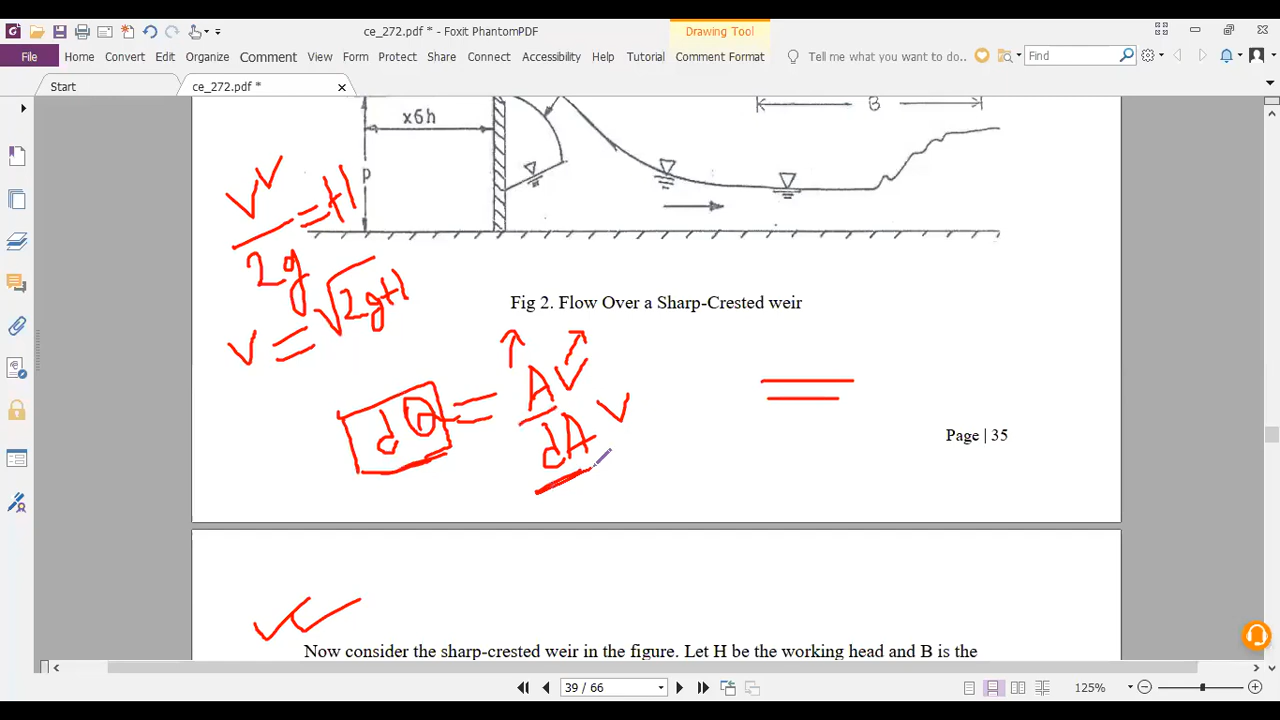 ce_272.pdf * - Foxit PhantomPDF
Drawing Tool
File Home Convert Edit Organize Comment View Form Protect Share Connect Accessibility Help Tutorial Comment Format Tell me what you want to do.. Find
Start ce_272.pdf *
x6h
B
P
Fig 2. Flow Over a Sharp-Crested weir
2g
V = √2gH
dQ = AV
dA V
Page | 35
Now consider the sharp-crested weir in the figure. Let H be the working head and B is the
39 / 66
125%